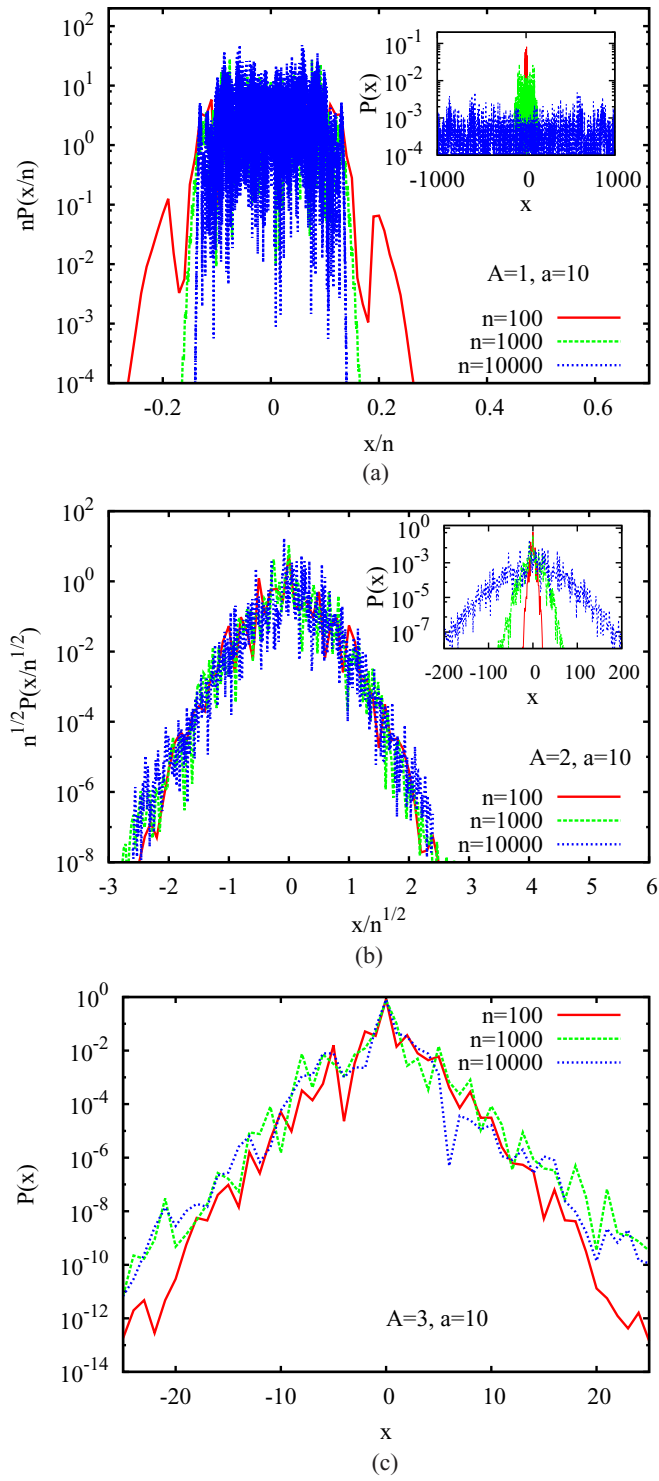 10^2
10^1
10^0
10^-1
10^-2
10^-3
10^-4
nP(x/n)
10^-1
10^-2
10^-3
10^-4
P(x)
-1000 0 1000
x
A=1, a=10
n=100
n=1000
n=10000
-0.2 0 0.2 0.4 0.6
x/n
(a)
10^2
10^0
10^-2
10^-4
10^-6
10^-8
n^1/2P(x/n^1/2)
10^0
10^-3
10^-5
10^-7
P(x)
-200 -100 0 100 200
x
A=2, a=10
n=100
n=1000
n=10000
-3 -2 -1 0 1 2 3 4 5 6
x/n^1/2
(b)
10^0
10^-2
10^-4
10^-6
10^-8
10^-10
10^-12
10^-14
P(x)
n=100
n=1000
n=10000
A=3, a=10
-20 -10 0 10 20
x
(c)